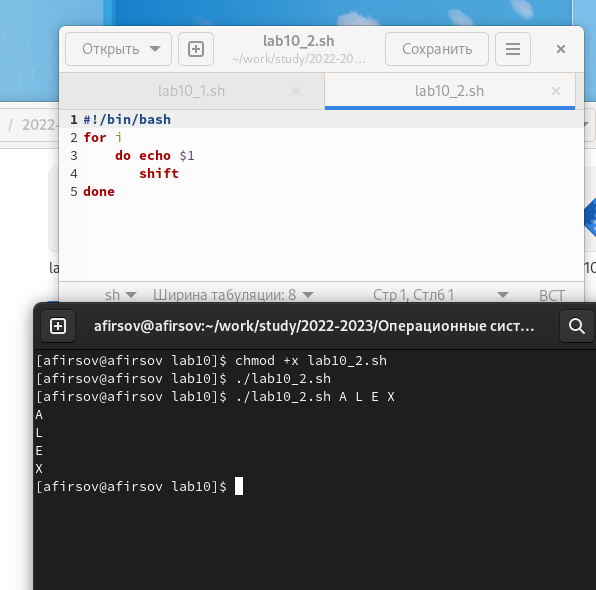 Открыть
lab10_2.sh
~/work/study/2022-20…
Сохранить
lab10_1.sh
lab10_2.sh
/ 2022-
1 #!/bin/bash
2 for i
3     do echo $1
4        shift
5 done
la
10
sh
Ширина табуляции: 8
Стр 1, Стлб 1
ВСТ
afirsov@afirsov:~/work/study/2022-2023/Операционные сист…
[afirsov@afirsov lab10]$ chmod +x lab10_2.sh
[afirsov@afirsov lab10]$ ./lab10_2.sh
[afirsov@afirsov lab10]$ ./lab10_2.sh A L E X
A
L
E
X
[afirsov@afirsov lab10]$